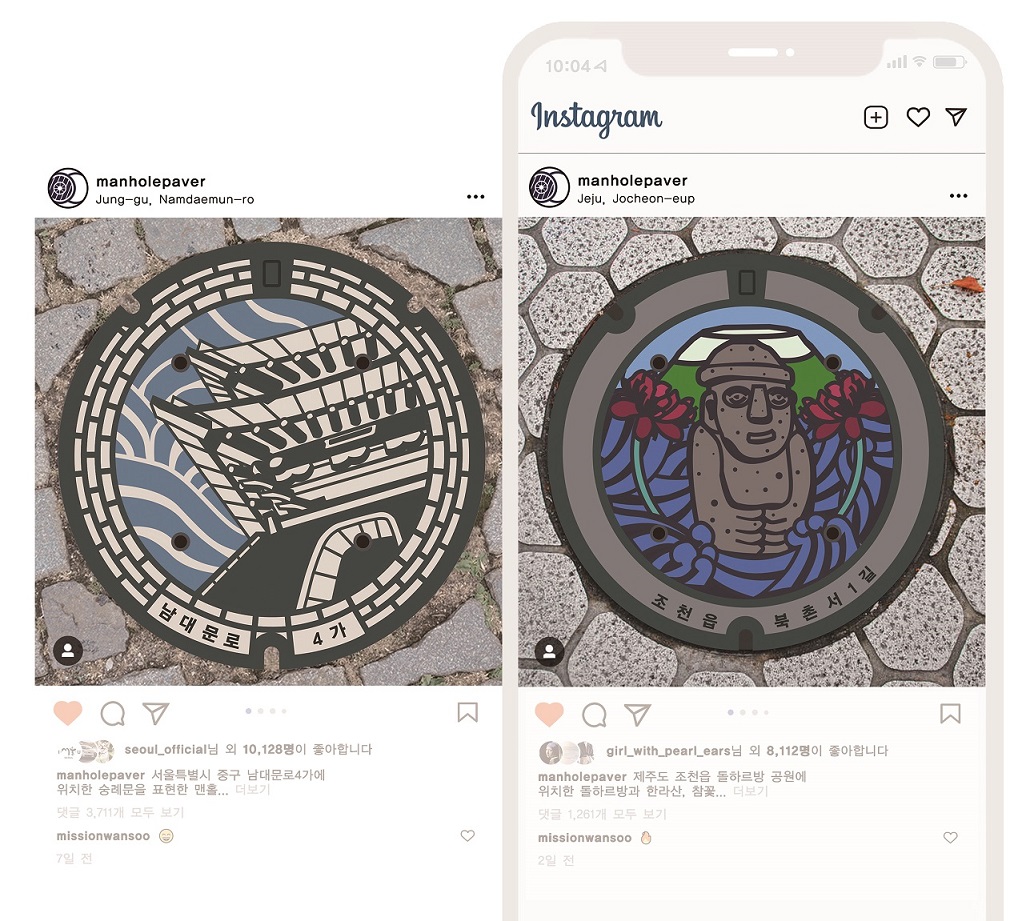 10:04
Instagram
manholepaver
Jung-gu, Namdaemun-ro
남대문로 4가
seoul_official님 외 10,128명이 좋아합니다
manholepaver 서울특별시 중구 남대문로4가에
위치한 숭례문을 표현한 맨홀... 더보기
댓글 3,711개 모두 보기
missionwansoo
7일 전
manholepaver
Jeju, Jocheon-eup
조천읍 북촌서1길
girl_with_pearl_ears님 외 8,112명이 좋아합니다
manholepaver 제주도 조천읍 돌하르방 공원에
위치한 돌하르방과 한라산, 참꽃... 더보기
댓글 1,261개 모두 보기
missionwansoo
2일 전